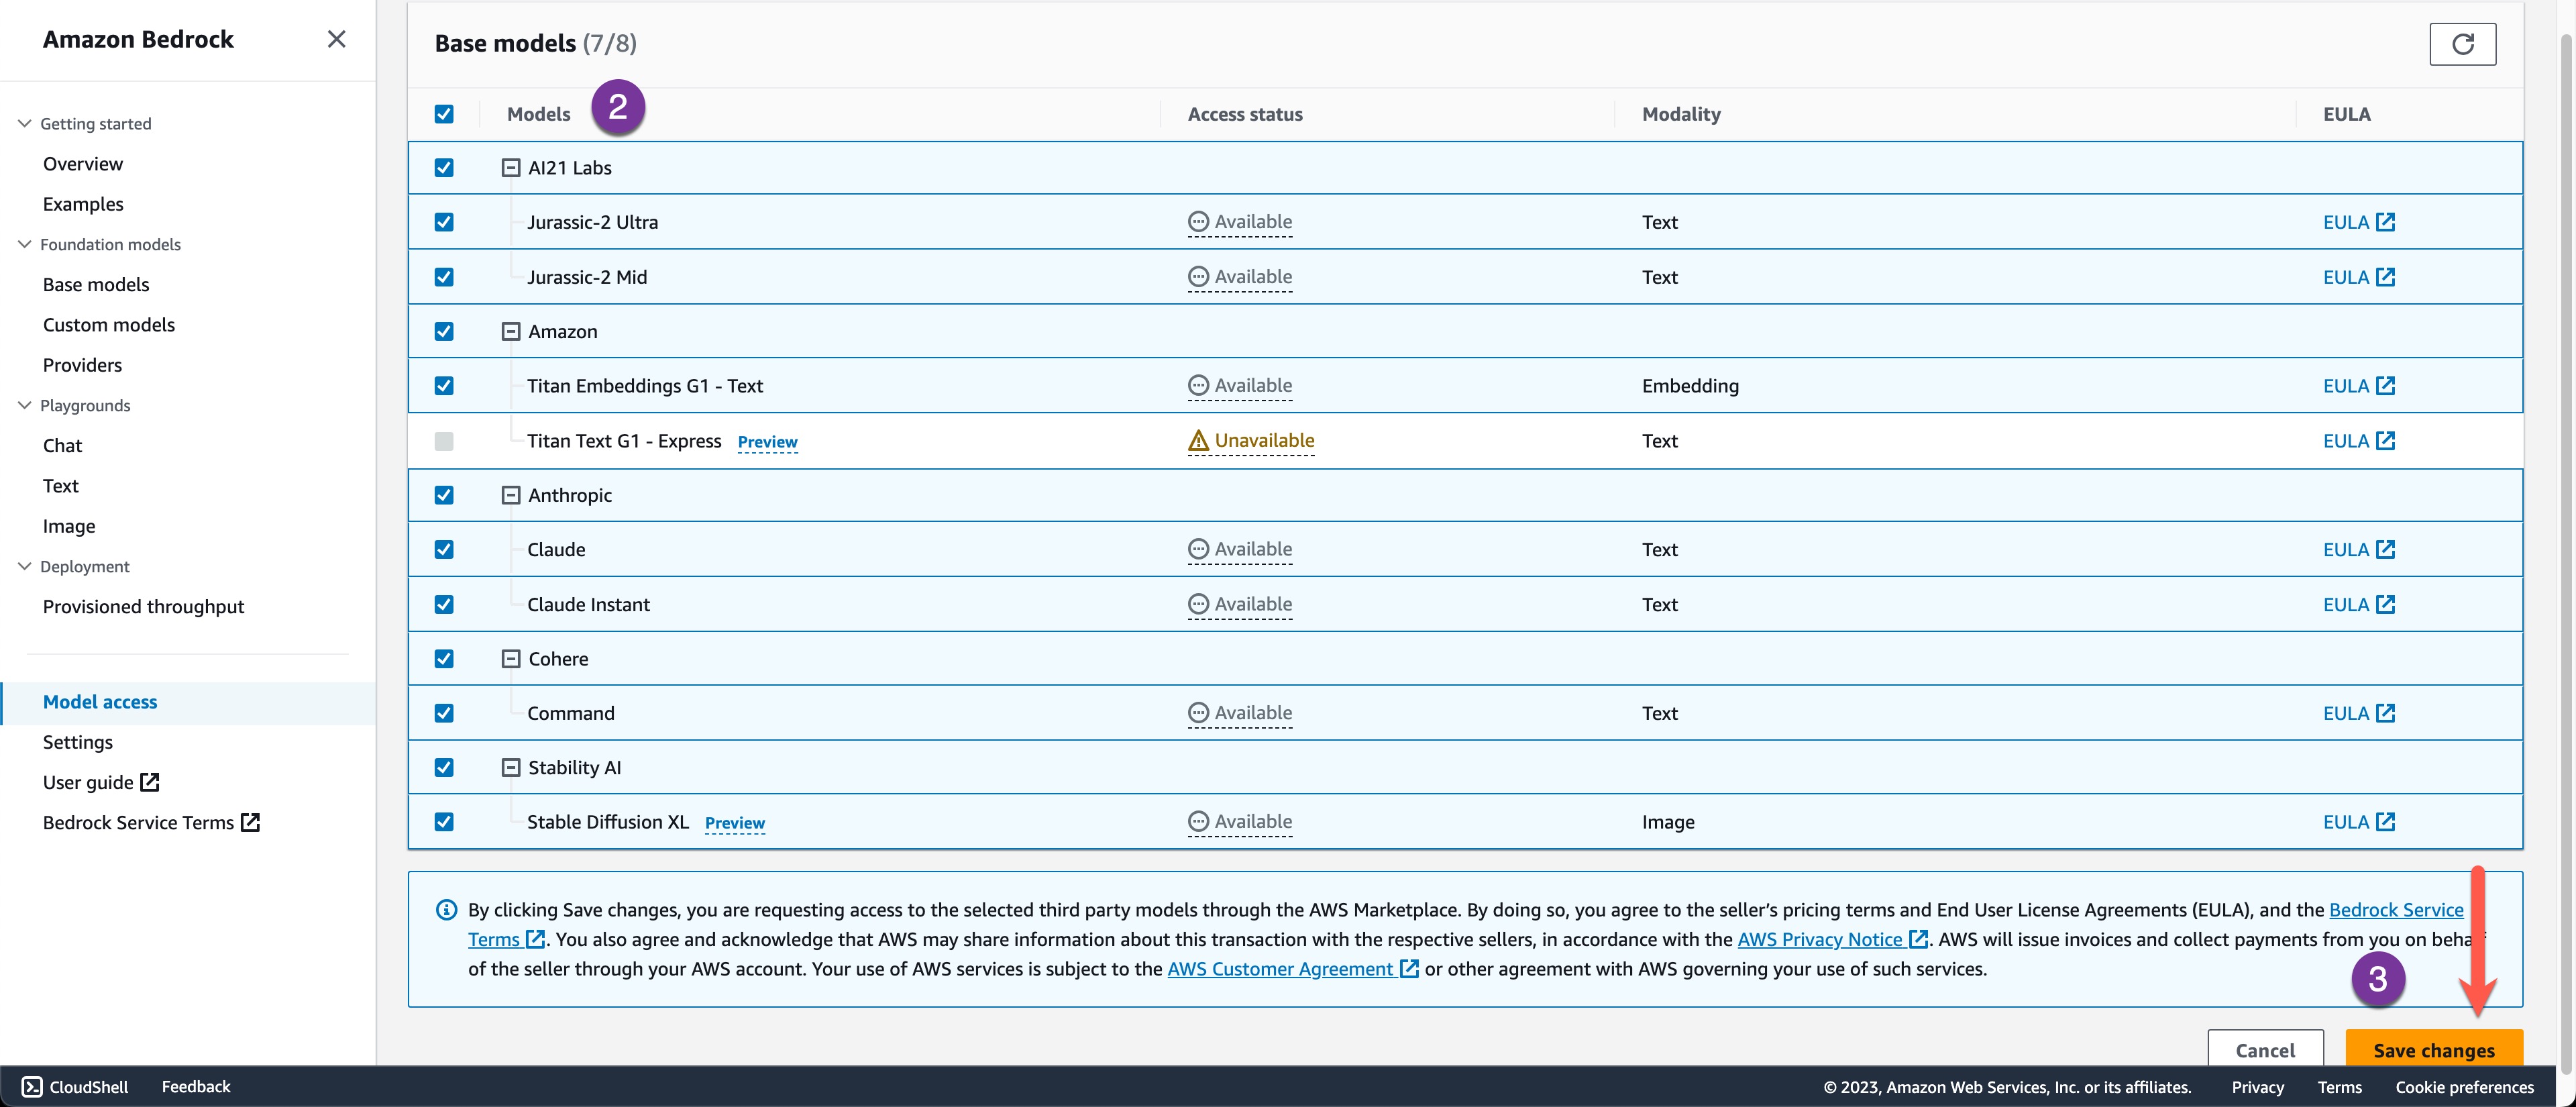 Amazon Bedrock
Getting started
Overview
Examples
Foundation models
Base models
Custom models
Providers
Playgrounds
Chat
Text
Image
Deployment
Provisioned throughput
Model access
Settings
User guide
Bedrock Service Terms
Base models (7/8)
Models 2 Access status Modality EULA
AI21 Labs
Jurassic-2 Ultra Available Text EULA
Jurassic-2 Mid Available Text EULA
Amazon
Titan Embeddings G1 - Text Available Embedding EULA
Titan Text G1 - Express Preview Unavailable Text EULA
Anthropic
Claude Available Text EULA
Claude Instant Available Text EULA
Cohere
Command Available Text EULA
Stability AI
Stable Diffusion XL Preview Available Image EULA
By clicking Save changes, you are requesting access to the selected third party models through the AWS Marketplace. By doing so, you agree to the seller’s pricing terms and End User License Agreements (EULA), and the Bedrock Service
Terms. You also agree and acknowledge that AWS may share information about this transaction with the respective sellers, in accordance with the AWS Privacy Notice. AWS will issue invoices and collect payments from you on behalf
of the seller through your AWS account. Your use of AWS services is subject to the AWS Customer Agreement or other agreement with AWS governing your use of such services.
3
Cancel Save changes
CloudShell Feedback © 2023, Amazon Web Services, Inc. or its affiliates. Privacy Terms Cookie preferences